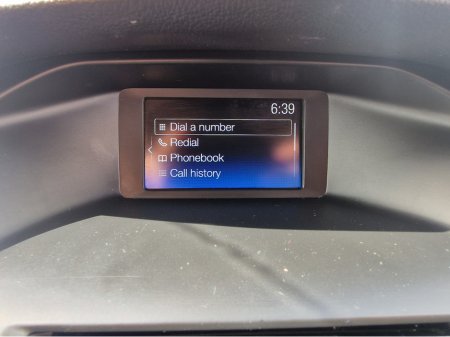 6:39
Dial a number
Redial
Phonebook
Call history